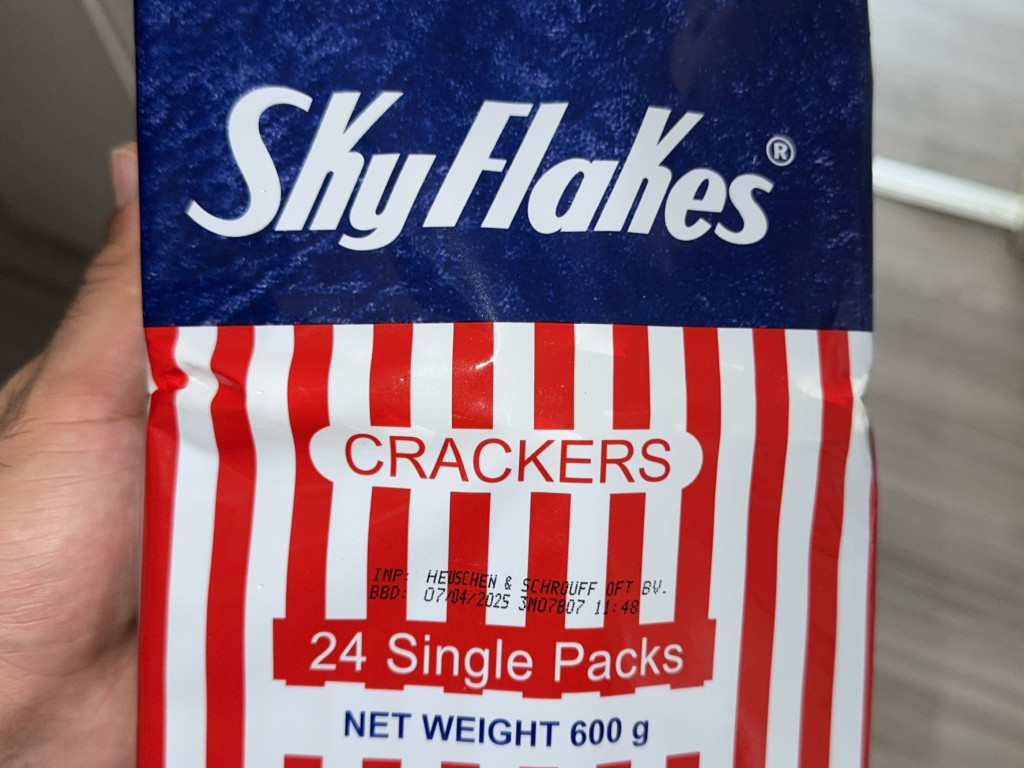 SkyFlakes®
CRACKERS
IMP: HEUSCHEN & SCHROUFF OFT BV.
BBD: 07/04/2025 3M07B07 11:48
24 Single Packs
NET WEIGHT 600 g